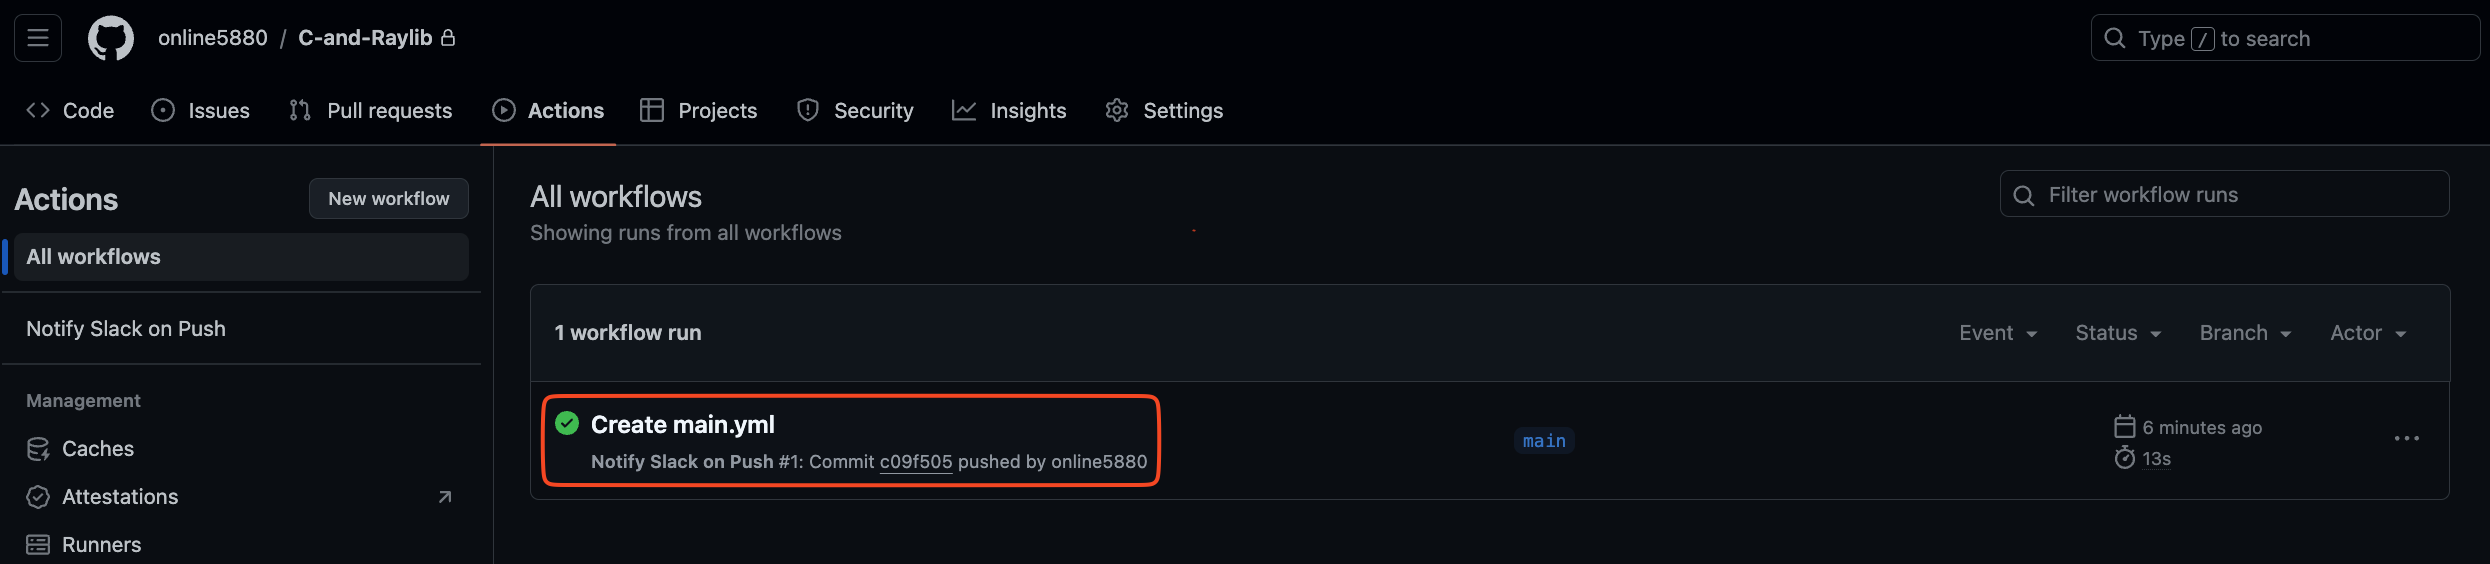 online5880 / C-and-Raylib
Type / to search
Code Issues Pull requests Actions Projects Security Insights Settings
Actions
New workflow
All workflows
Notify Slack on Push
Management
Caches
Attestations
Runners
All workflows
Showing runs from all workflows
Filter workflow runs
1 workflow run
Event Status Branch Actor
Create main.yml
Notify Slack on Push #1: Commit c09f505 pushed by online5880
main
6 minutes ago
13s